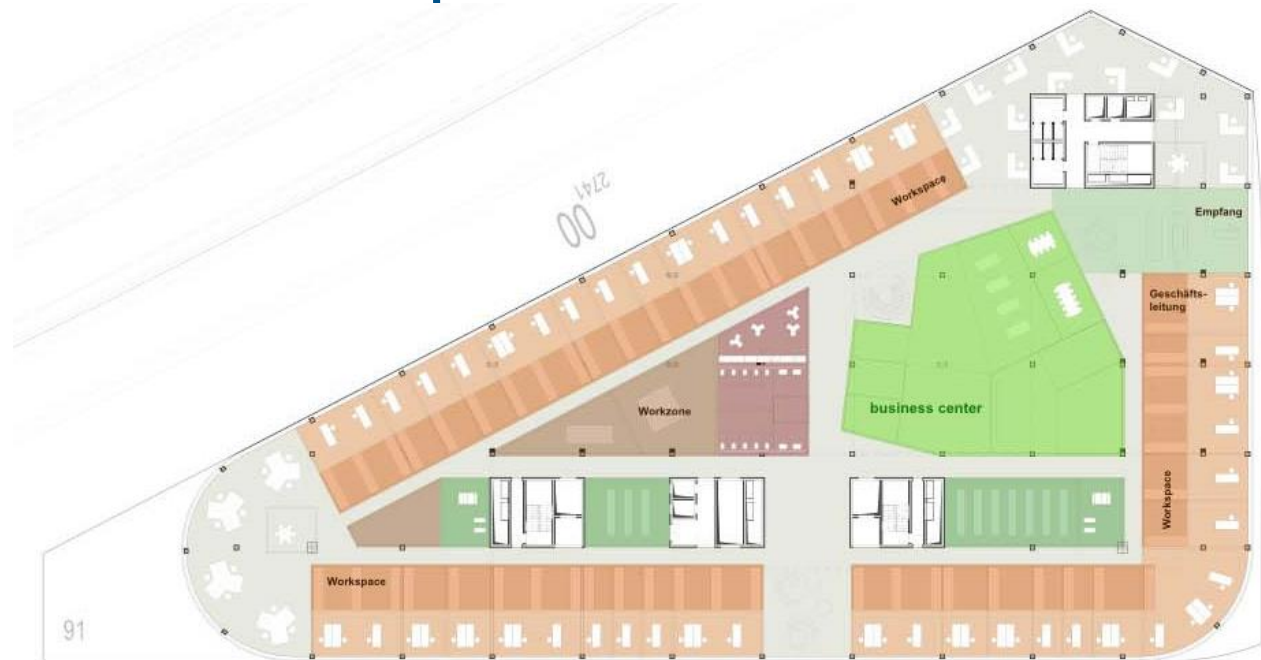 2741
00
Workspace
Empfang
Geschäfts-
leitung
business center
Workzone
Workspace
Workspace
91